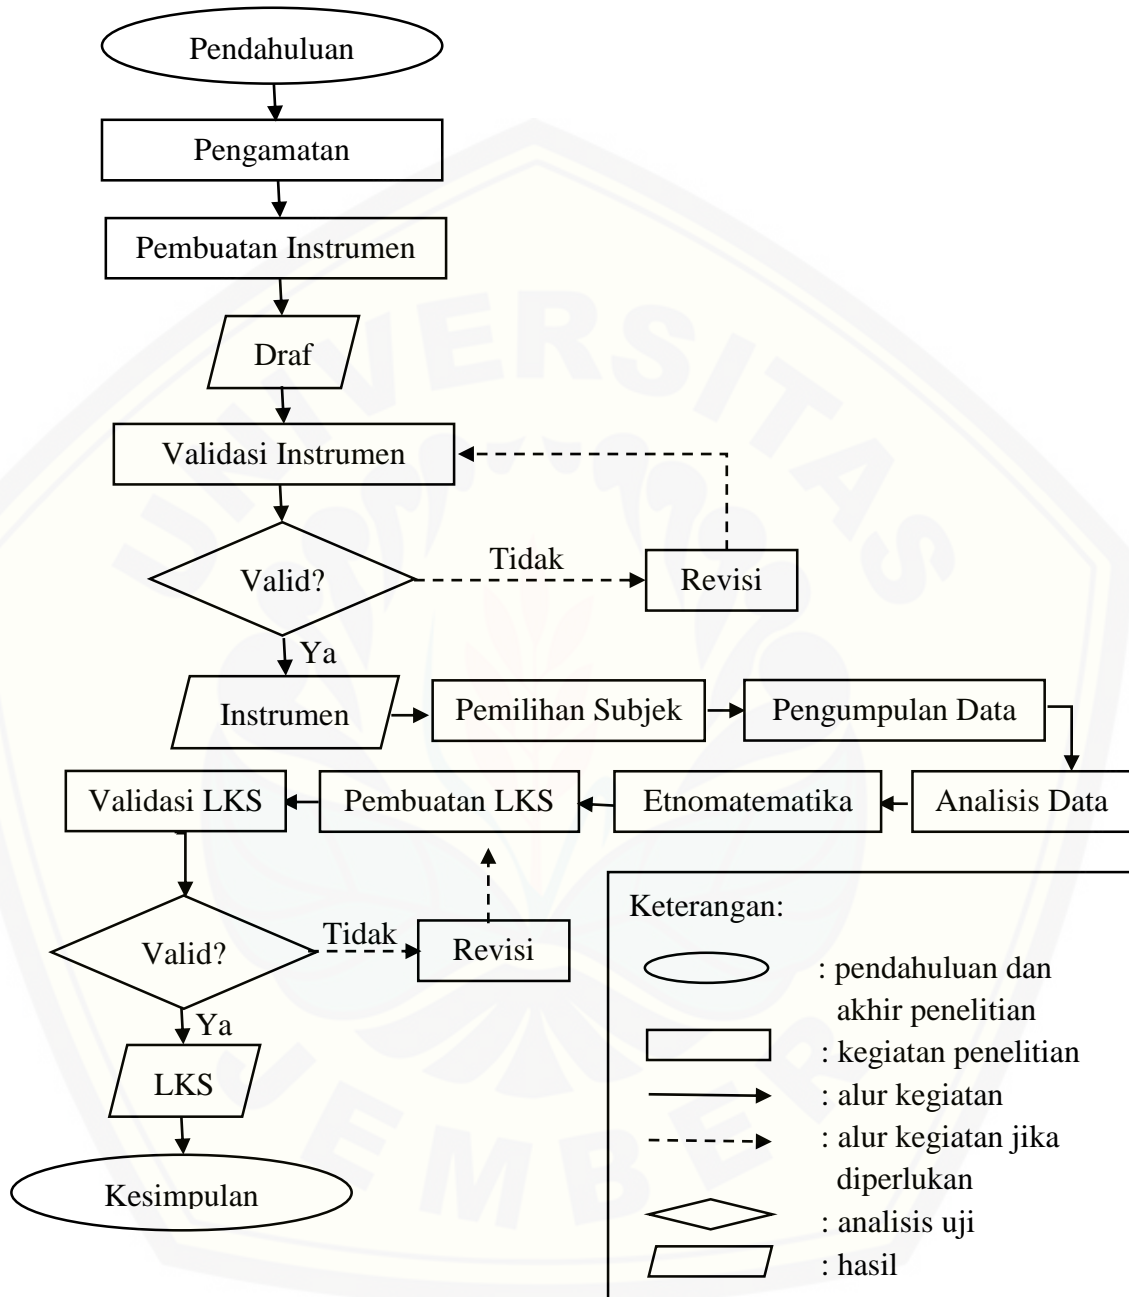 Pendahuluan
Pengamatan
Pembuatan Instrumen
Draf
Validasi Instrumen
Valid?
Tidak
Revisi
Ya
Instrumen
Pemilihan Subjek
Pengumpulan Data
Validasi LKS
Pembuatan LKS
Etnomatematika
Analisis Data
Valid?
Tidak
Revisi
Ya
LKS
Kesimpulan
Keterangan:
: pendahuluan dan
akhir penelitian
: kegiatan penelitian
: alur kegiatan
: alur kegiatan jika
diperlukan
: analisis uji
: hasil
UNIVERSITAS
JEMBER